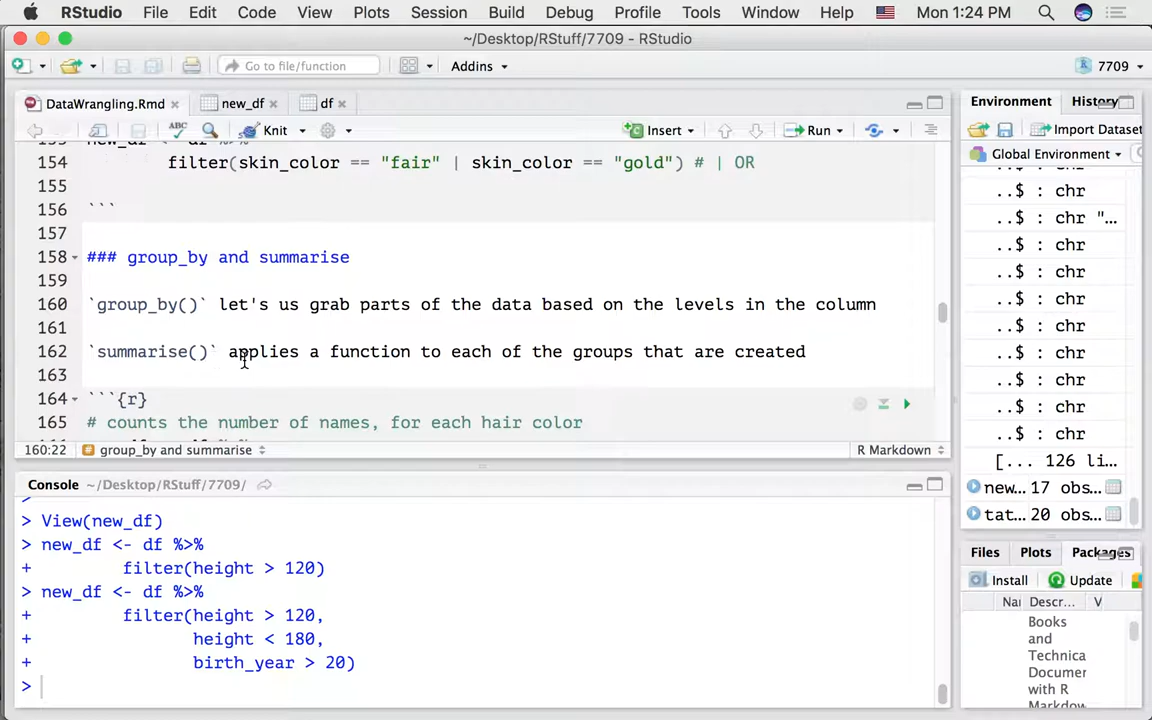 RStudio File Edit Code View Plots Session Build Debug Profile Tools Window Help Mon 1:24 PM
~/Desktop/RStuff/7709 - RStudio
Go to file/function Addins 7709
DataWrangling.Rmd new_df df
ABC Knit Insert Run
154 filter(skin_color == "fair" | skin_color == "gold") # | OR
155
156 ```
157
158 ### group_by and summarise
159
160 `group_by()` let's us grab parts of the data based on the levels in the column
161
162 `summarise()` applies a function to each of the groups that are created
163
164 ```{r}
165 # counts the number of names, for each hair color
160:22 group_by and summarise R Markdown
Console ~/Desktop/RStuff/7709/
>
> View(new_df)
> new_df <- df %>%
+ filter(height > 120)
> new_df <- df %>%
+ filter(height > 120,
+ height < 180,
+ birth_year > 20)
>
Environment History
Import Dataset
Global Environment
..$ : chr
..$ : chr "...
..$ : chr
..$ : chr
..$ : chr
..$ : chr
..$ : chr
..$ : chr
..$ : chr
..$ : chr
[... 126 li...
new... 17 obs...
tat... 20 obs...
Files Plots Packages
Install Update
Nai Descr... V
Books
and
Technica
Documer
with R